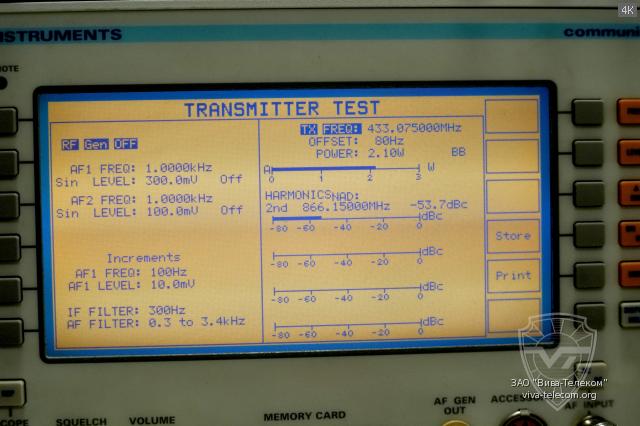 4K
INSTRUMENTS
TRANSMITTER TEST
RF Gen OFF
AF1 FREQ: 1.0000kHz
Sin LEVEL: 300.0mV Off
AF2 FREQ: 1.0000kHz
Sin LEVEL: 100.0mV Off
Increments
AF1 FREQ: 100Hz
AF1 LEVEL: 10.0mV
IF FILTER: 300Hz
AF FILTER: 0.3 to 3.4kHz
TX FREQ: 433.075000MHz
OFFSET: 80Hz
POWER: 2.10W BB
A W
0 1 2 3
HARMONICS NAD:
2nd 866.15000MHz -53.7dBc
dBc
-80 -60 -40 -20 0
dBc
-80 -60 -40 -20 0
dBc
-80 -60 -40 -20 0
dBc
-80 -60 -40 -20 0
Store
Print
SQUELCH
VOLUME
MEMORY CARD
AF GEN
OUT
AF INPUT
ЗАО "Вива-Телеком"
viva-telecom.org